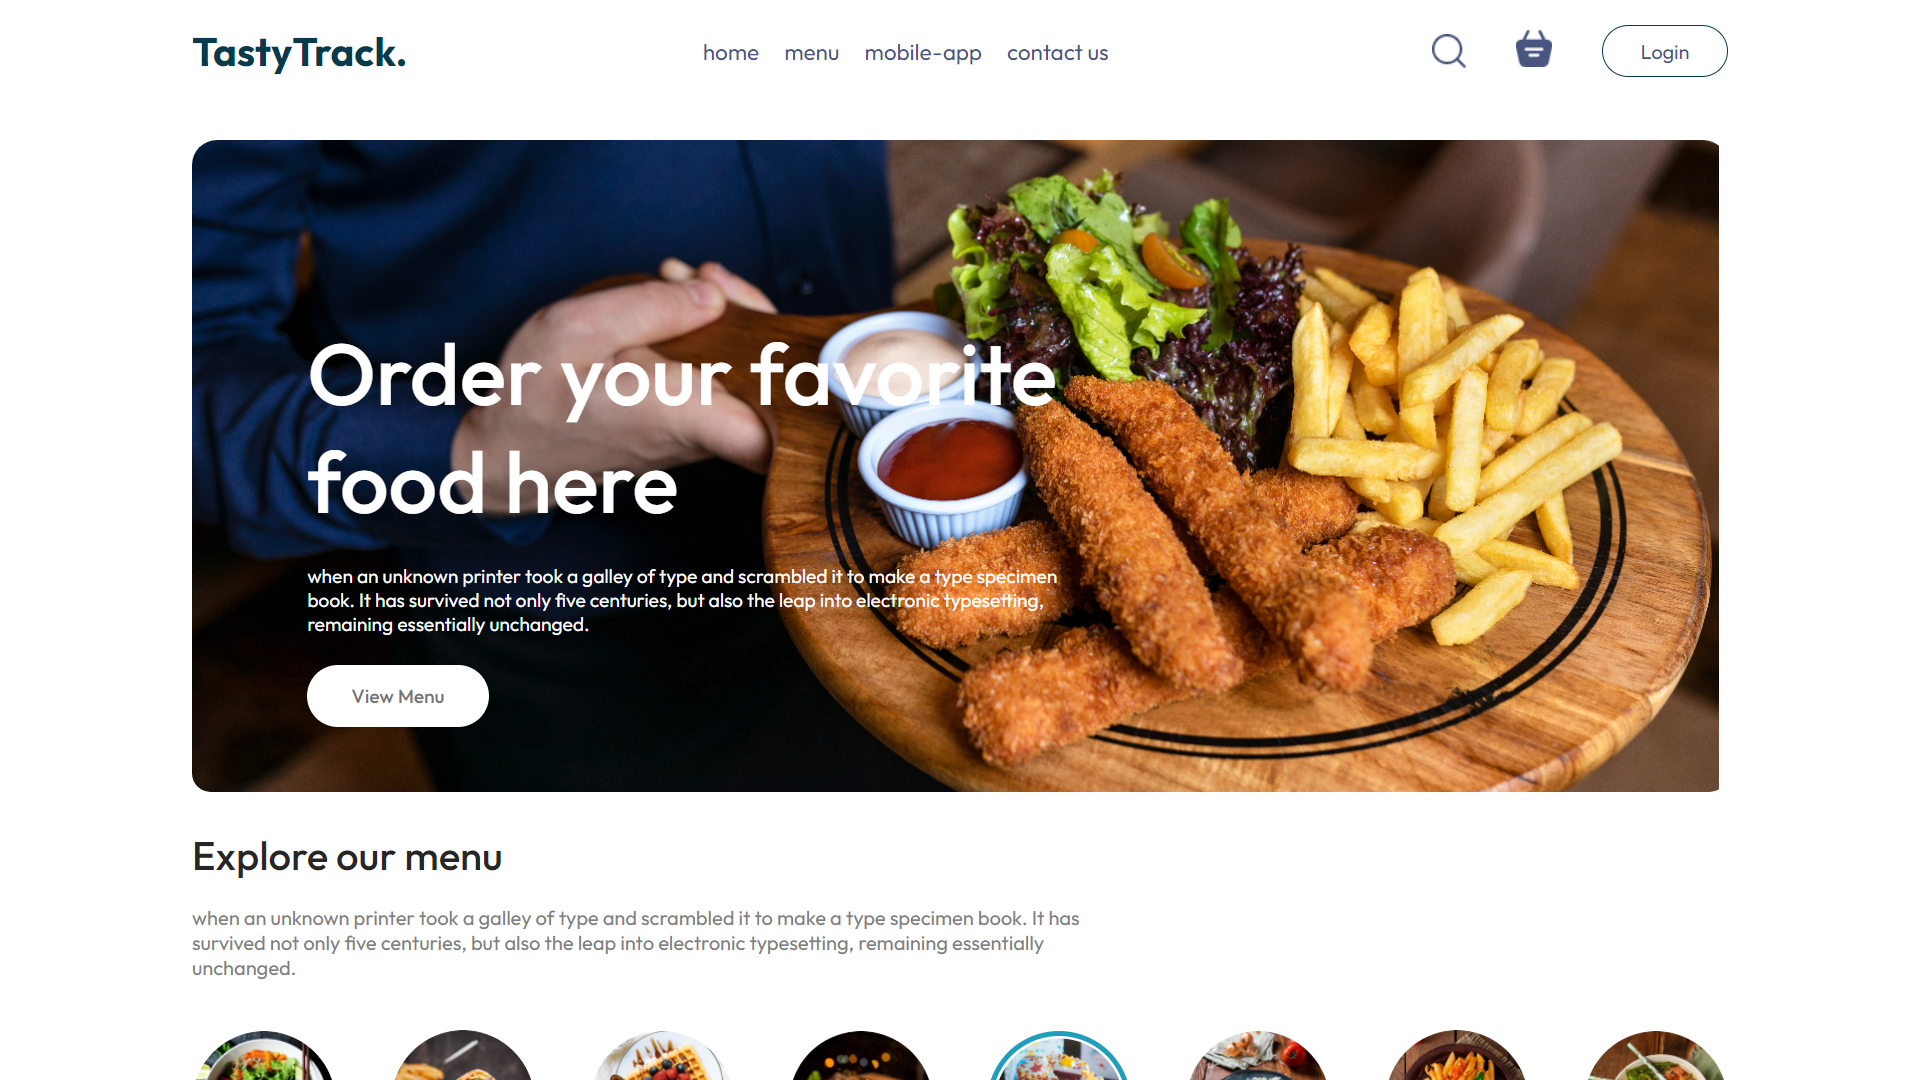 TastyTrack.
home menu mobile-app contact us
Login
Order your favorite
food here
when an unknown printer took a galley of type and scrambled it to make a type specimen
book. It has survived not only five centuries, but also the leap into electronic typesetting,
remaining essentially unchanged.
View Menu
Explore our menu
when an unknown printer took a galley of type and scrambled it to make a type specimen book. It has
survived not only five centuries, but also the leap into electronic typesetting, remaining essentially
unchanged.